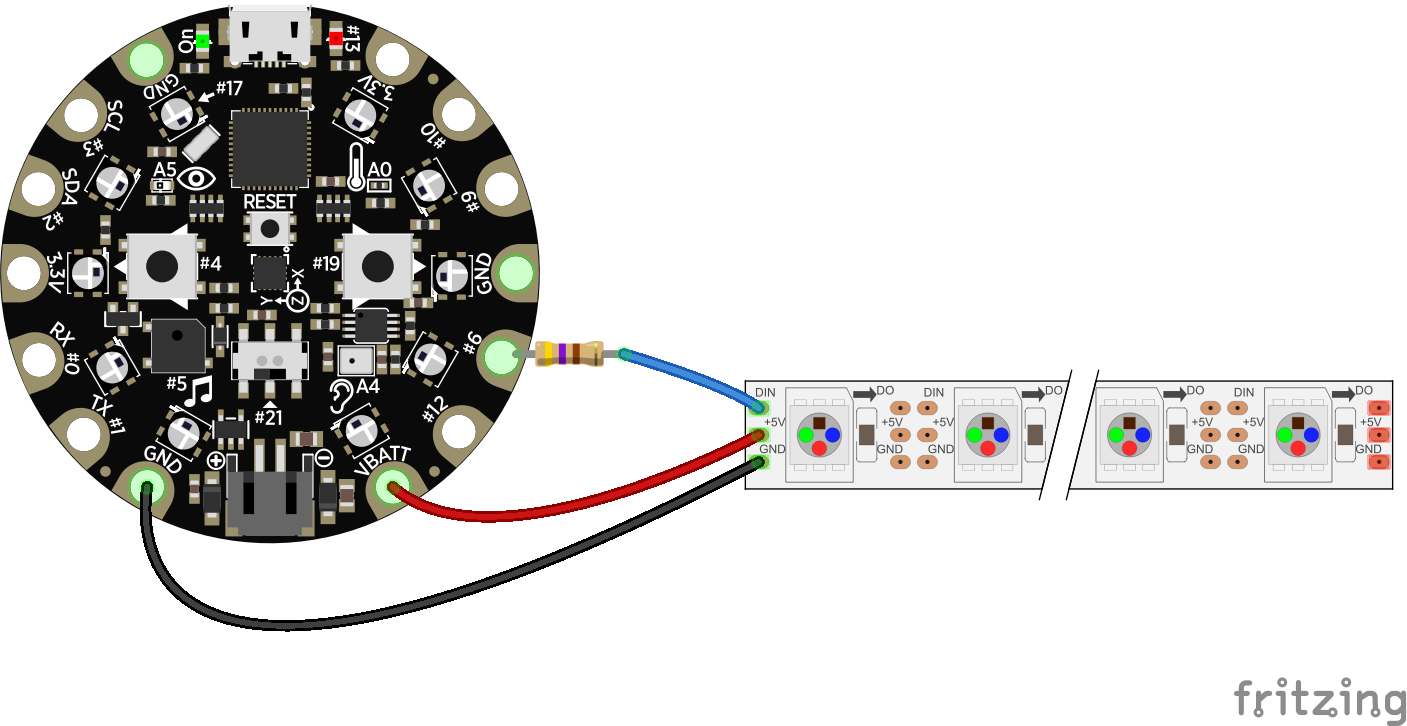 On
#13
GND
#17
3.3V
SCL
#3
#10
A5
A0
SDA
#2
#9
RESET
3.3V
#4
#19
GND
X
Y
Z
RX
#0
#6
#5
A4
TX
#1
#21
#12
GND
VBATT
DIN
DO
DIN
DO
DO
DIN
DO
+5V
+5V
+5V
+5V
+5V
+5V
GND
GND
GND
GND
GND
GND
fritzing